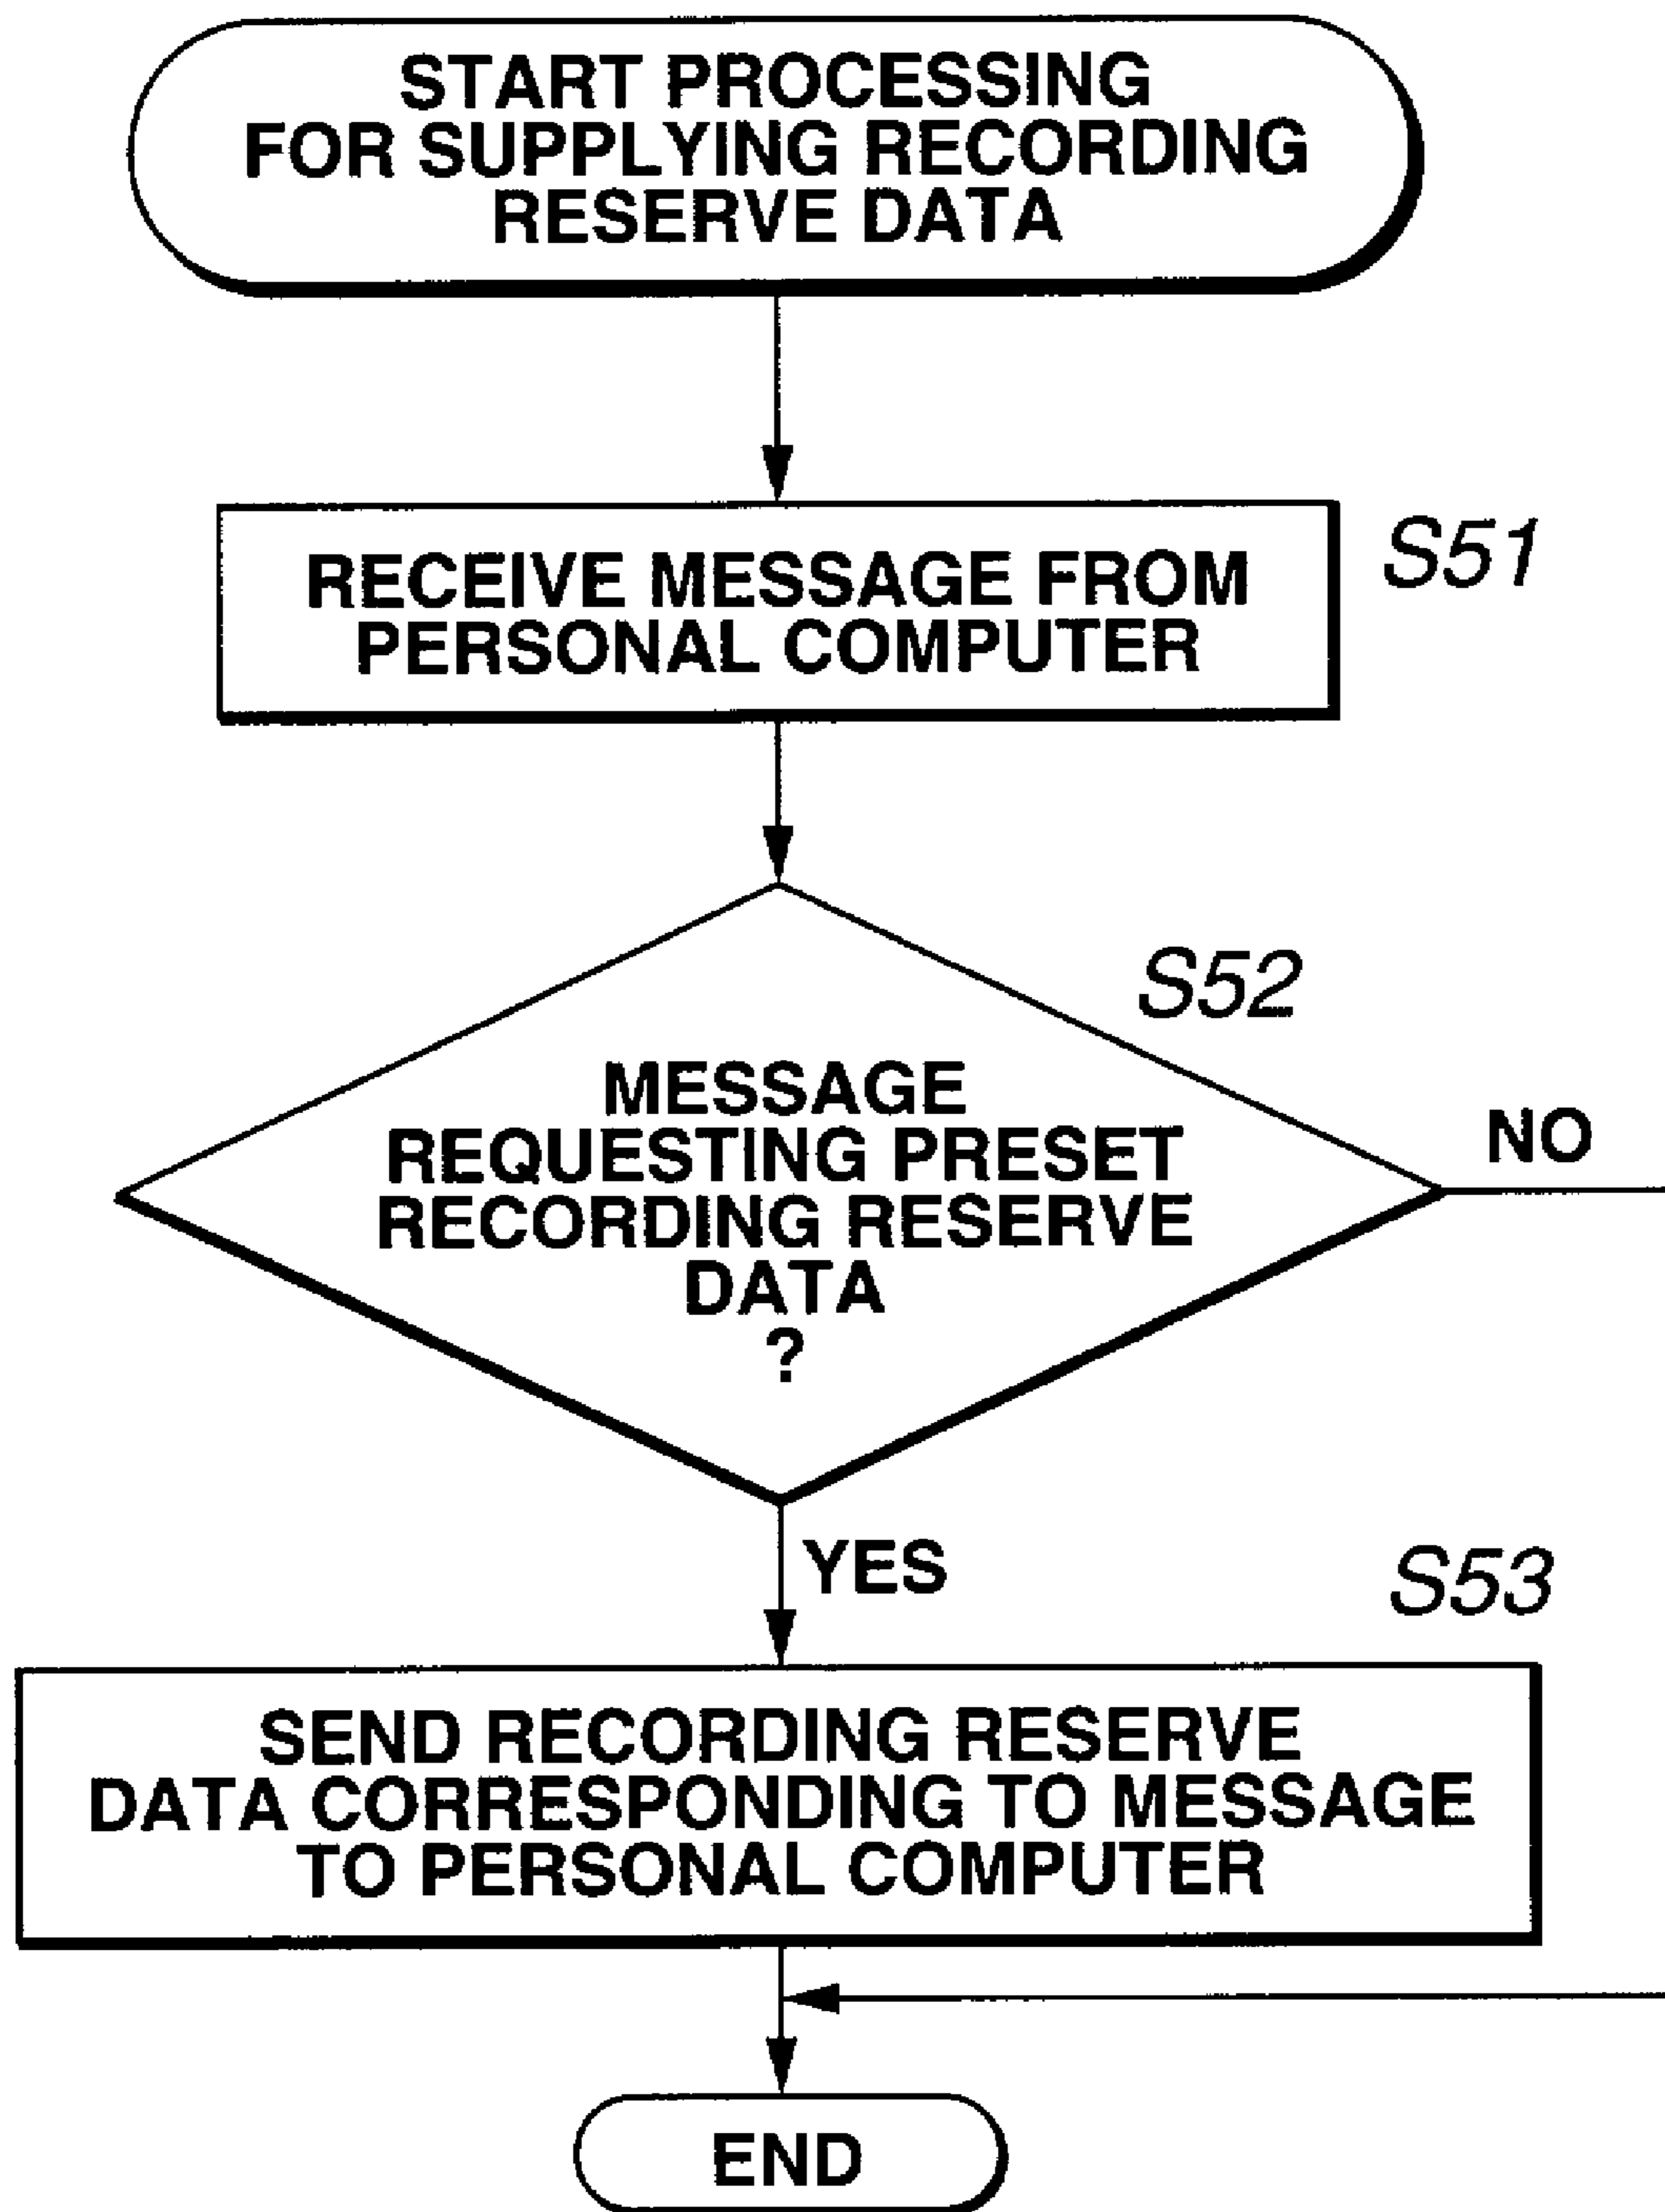 START PROCESSING
FOR SUPPLYING RECORDING
RESERVE DATA
RECEIVE MESSAGE FROM
PERSONAL COMPUTER
S51
S52
MESSAGE
REQUESTING PRESET
RECORDING RESERVE
DATA
?
NO
YES
S53
SEND RECORDING RESERVE
DATA CORRESPONDING TO MESSAGE
TO PERSONAL COMPUTER
END